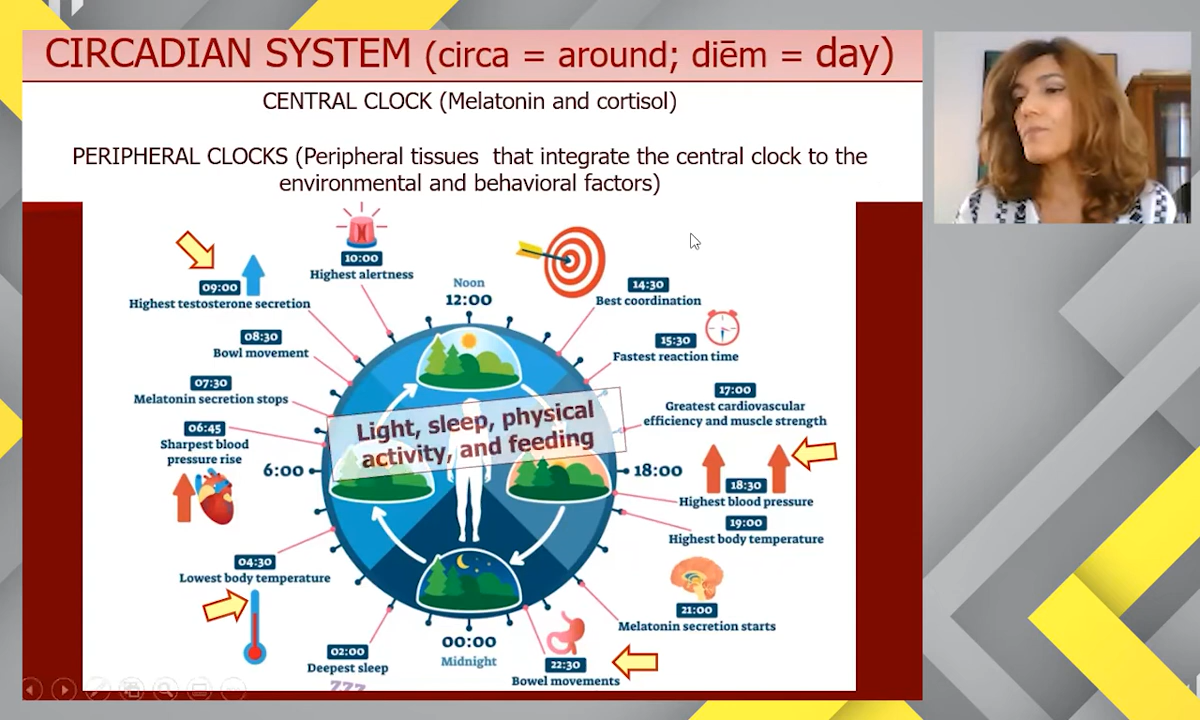 CIRCADIAN SYSTEM (circa = around; diēm = day)
CENTRAL CLOCK (Melatonin and cortisol)
PERIPHERAL CLOCKS (Peripheral tissues that integrate the central clock to the
environmental and behavioral factors)
10:00
Highest alertness
09:00
Highest testosterone secretion
08:30
Bowl movement
07:30
Melatonin secretion stops
06:45
Sharpest blood
pressure rise
6:00
04:30
Lowest body temperature
02:00
Deepest sleep
zzz
Noon
12:00
Light, sleep, physical
activity, and feeding
00:00
Midnight
14:30
Best coordination
15:30
Fastest reaction time
17:00
Greatest cardiovascular
efficiency and muscle strength
18:00
18:30
Highest blood pressure
19:00
Highest body temperature
21:00
Melatonin secretion starts
22:30
Bowel movements